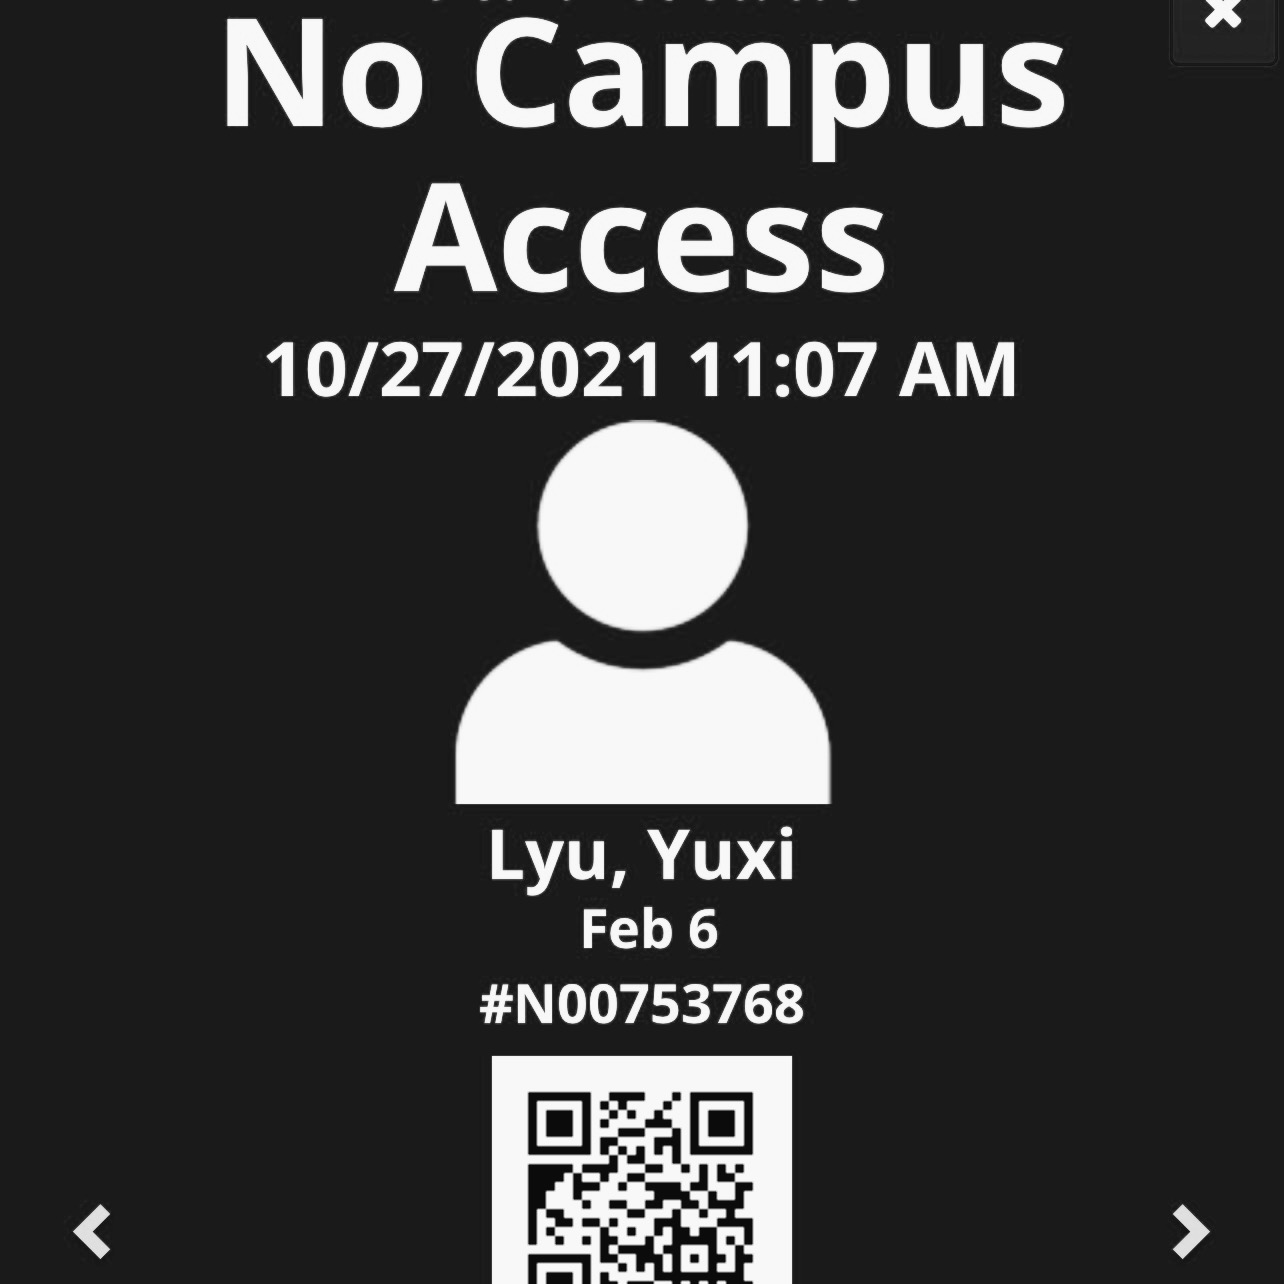 No Campus
Access
10/27/2021 11:07 AM
Lyu, Yuxi
Feb 6
#N00753768